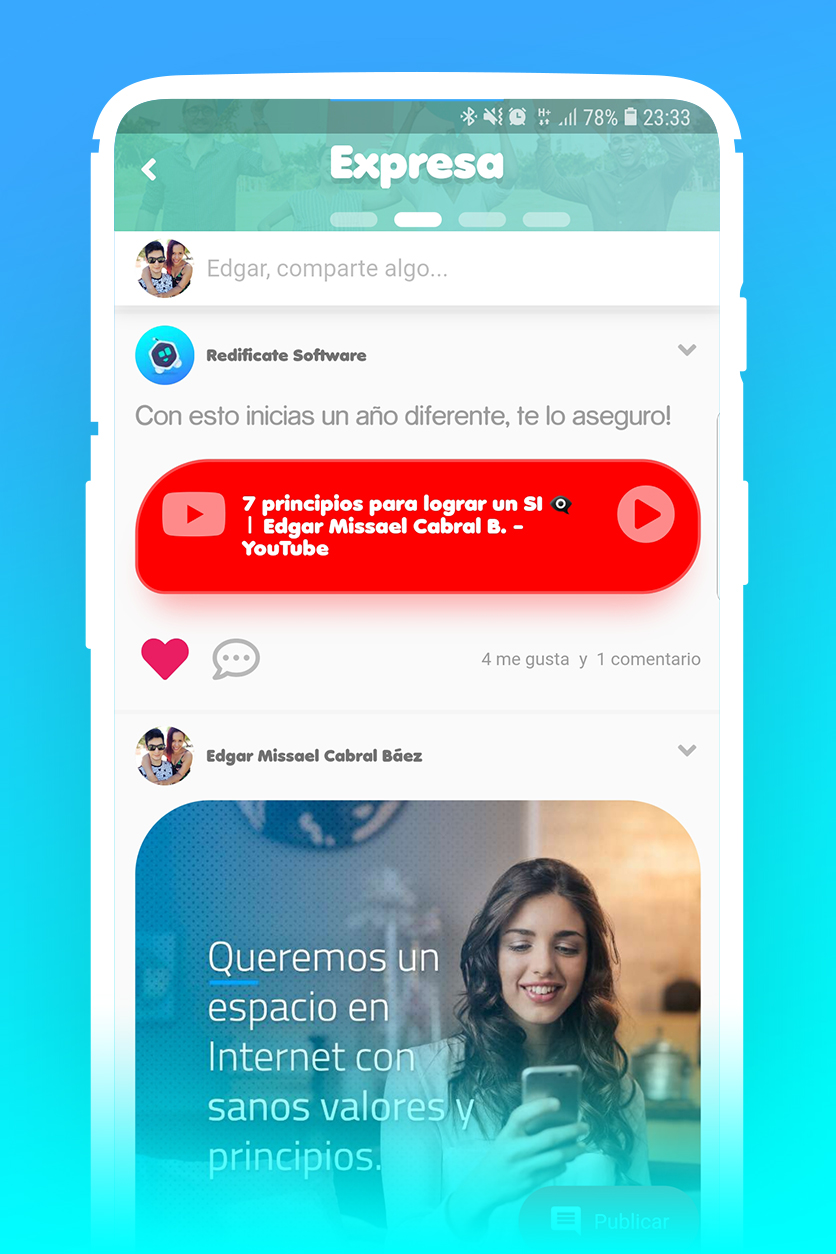 H+ 78% 23:33
Expresa
Edgar, comparte algo...
Redificate Software
Con esto inicias un año diferente, te lo aseguro!
7 principios para lograr un SI 👁
| Edgar Missael Cabral B. -
YouTube
4 me gusta y 1 comentario
Edgar Missael Cabral Báez
Queremos un
espacio en
Internet con
sanos valores y
principios.
Publicar